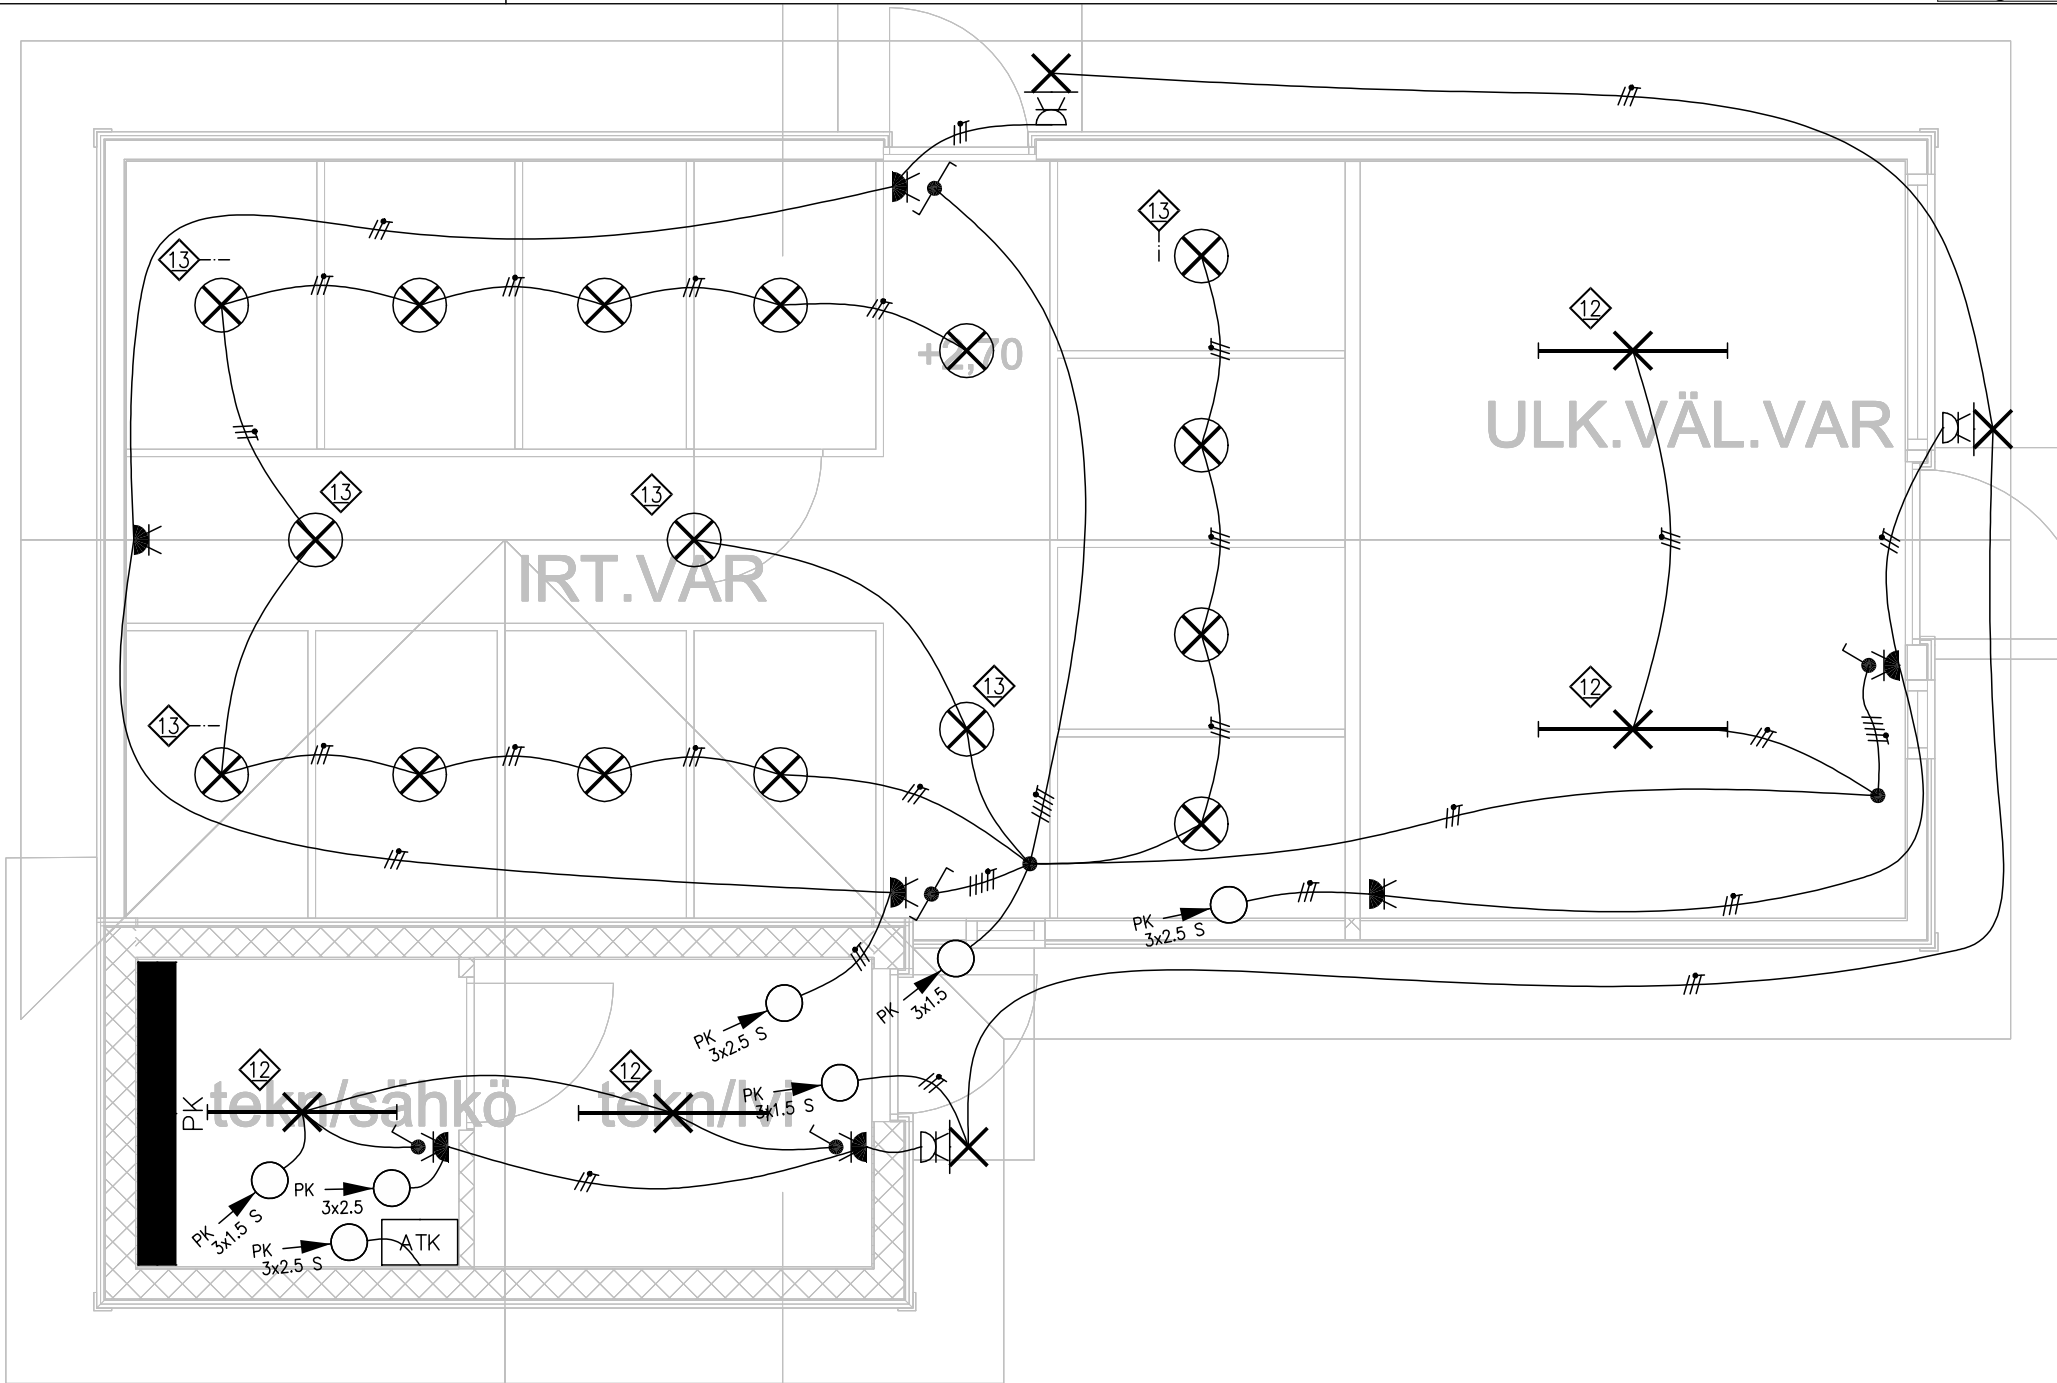 13
13
12
+2,70
ULK.VÄL.VAR
13
13
IRT.VAR
13
12
13
PK
3x2.5 S
PK
3x1.5
PK
3x2.5 S
12
12
PK
tekn/sähkö
tekn/lvi
PK
3x1.5 S
PK
3x2.5
PK
3x1.5 S
PK
3x2.5 S
ATK